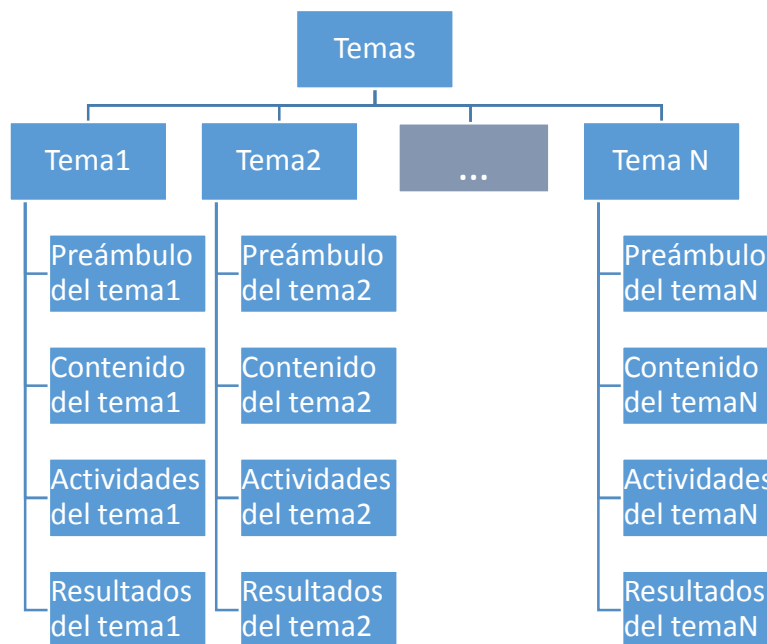 Temas
Tema1
Tema2
...
Tema N
Preámbulo
del tema1
Preámbulo
del tema2
Preámbulo
del temaN
Contenido
del tema1
Contenido
del tema2
Contenido
del temaN
Actividades
del tema1
Actividades
del tema2
Actividades
del temaN
Resultados
del tema1
Resultados
del tema2
Resultados
del temaN